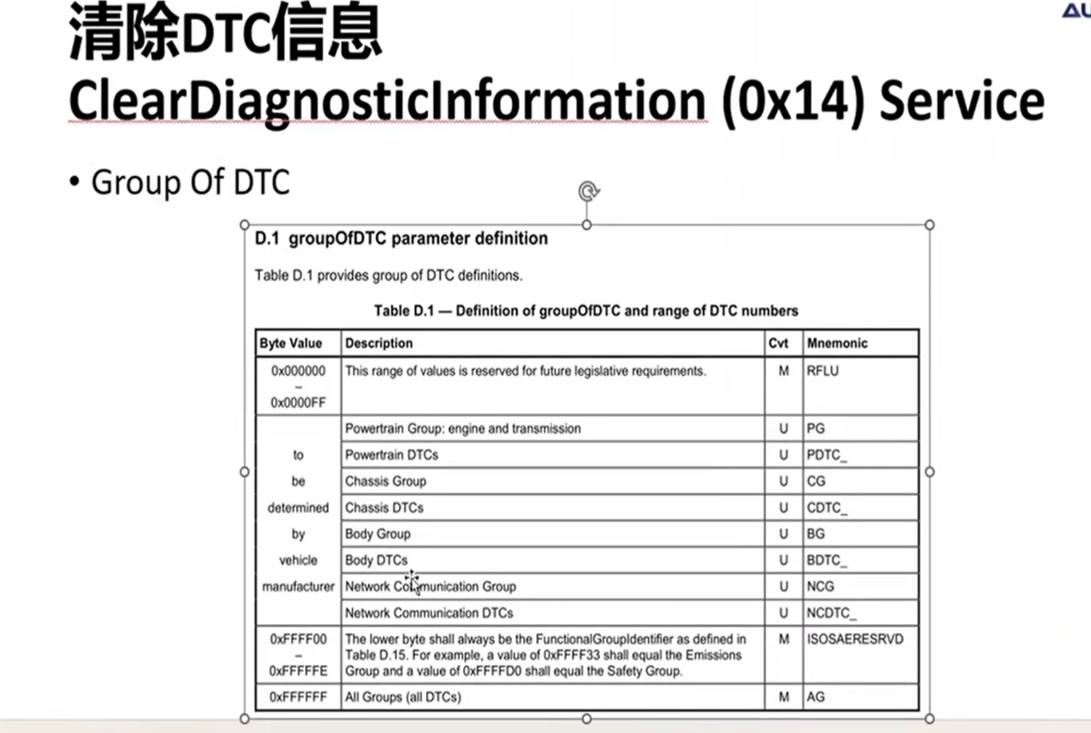 清除DTC信息
ClearDiagnosticInformation (0x14) Service
• Group Of DTC
D.1 groupOfDTC parameter definition
Table D.1 provides group of DTC definitions.
Table D.1 — Definition of groupOfDTC and range of DTC numbers
Byte Value Description Cvt Mnemonic
0x000000 – 0x0000FF This range of values is reserved for future legislative requirements. M RFLU
to be determined by vehicle manufacturer
Powertrain Group: engine and transmission U PG
Powertrain DTCs U PDTC_
Chassis Group U CG
Chassis DTCs U CDTC_
Body Group U BG
Body DTCs U BDTC_
Network Communication Group U NCG
Network Communication DTCs U NCDTC_
0xFFFF00 – 0xFFFFFE The lower byte shall always be the FunctionalGroupIdentifier as defined in
Table D.15. For example, a value of 0xFFFF33 shall equal the Emissions
Group and a value of 0xFFFFD0 shall equal the Safety Group. M ISOSAERESRVD
0xFFFFFF All Groups (all DTCs) M AG